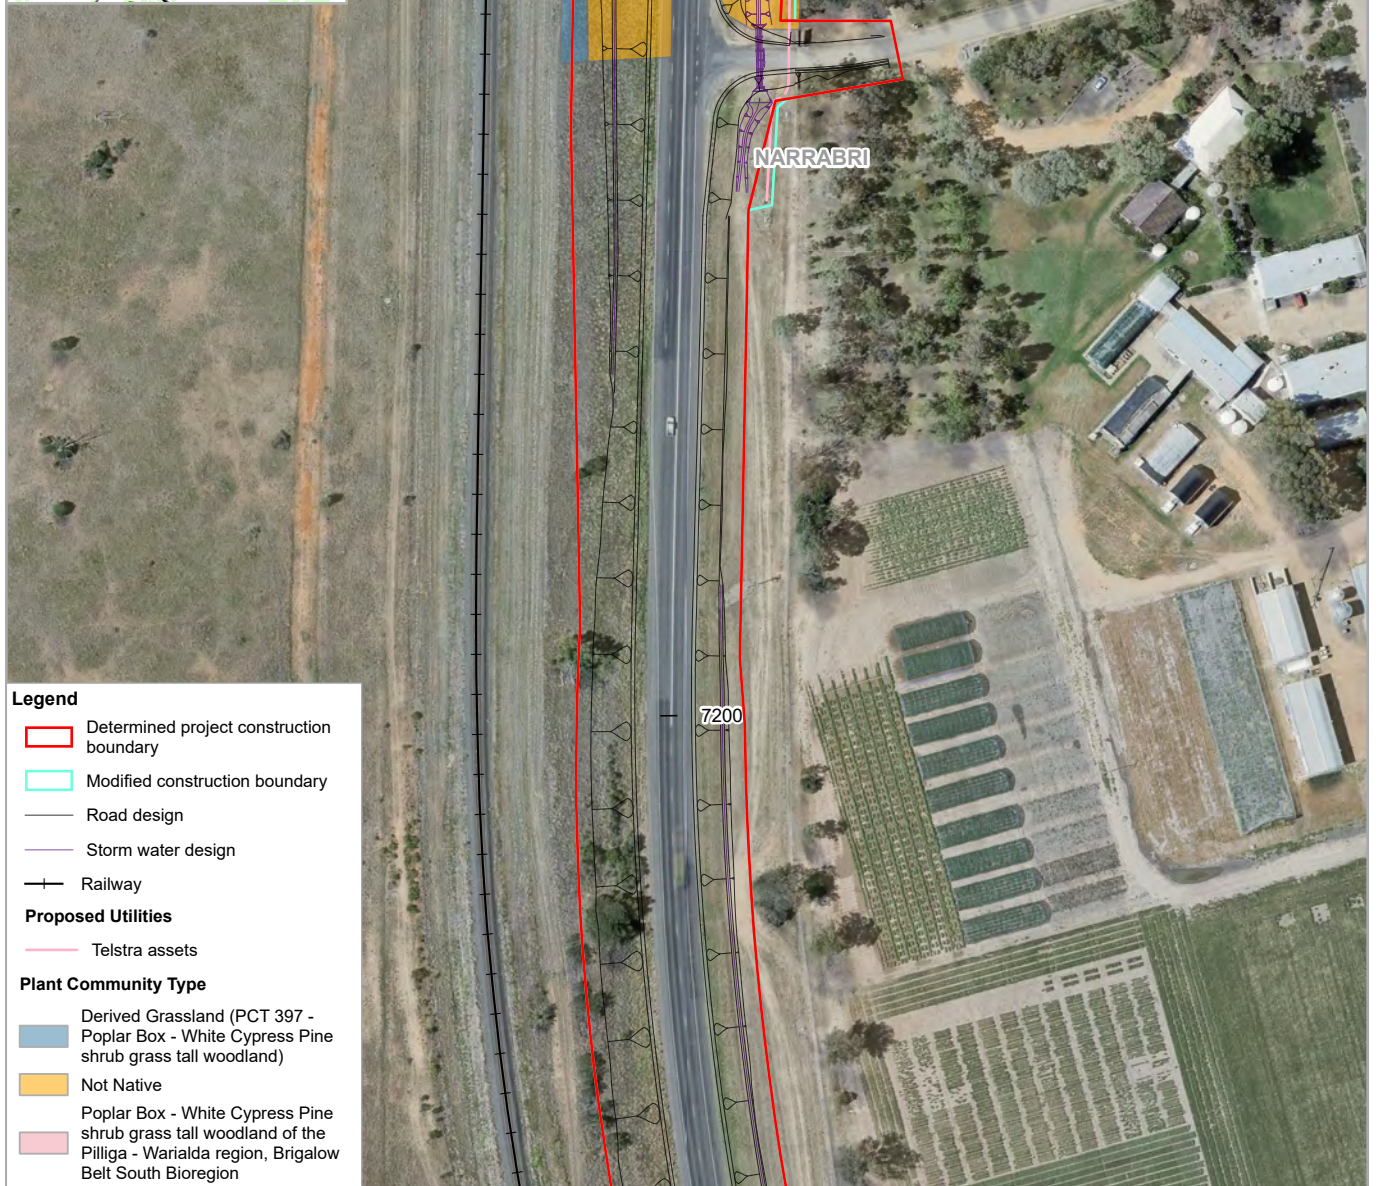 NARRABRI
7200
Legend
Determined project construction
boundary
Modified construction boundary
Road design
Storm water design
Railway
Proposed Utilities
Telstra assets
Plant Community Type
Derived Grassland (PCT 397 -
Poplar Box - White Cypress Pine
shrub grass tall woodland)
Not Native
Poplar Box - White Cypress Pine
shrub grass tall woodland of the
Pilliga - Warialda region, Brigalow
Belt South Bioregion